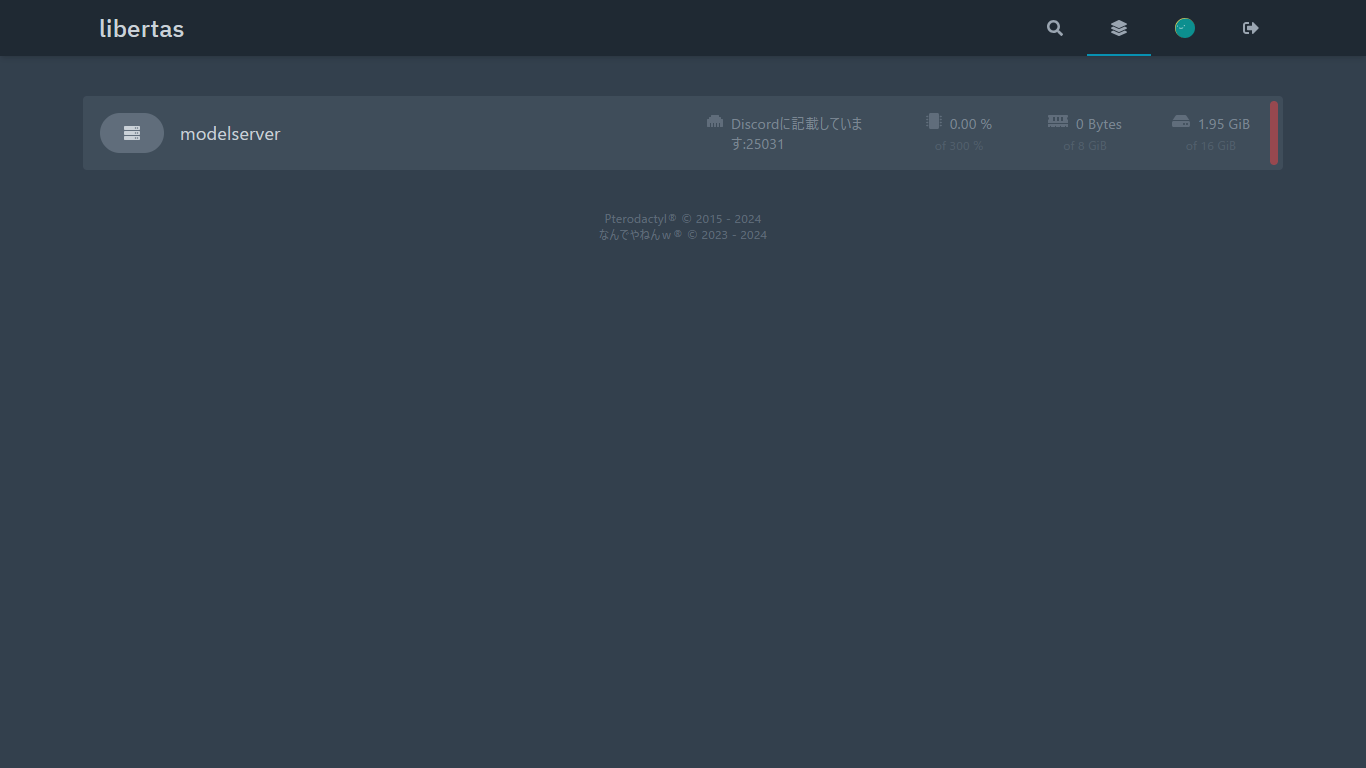 libertas
modelserver
Discordに記載していま
す:25031
0.00 %
of 300 %
0 Bytes
of 8 GiB
1.95 GiB
of 16 GiB
Pterodactyl® © 2015 - 2024
なんでやねんｗ® © 2023 - 2024